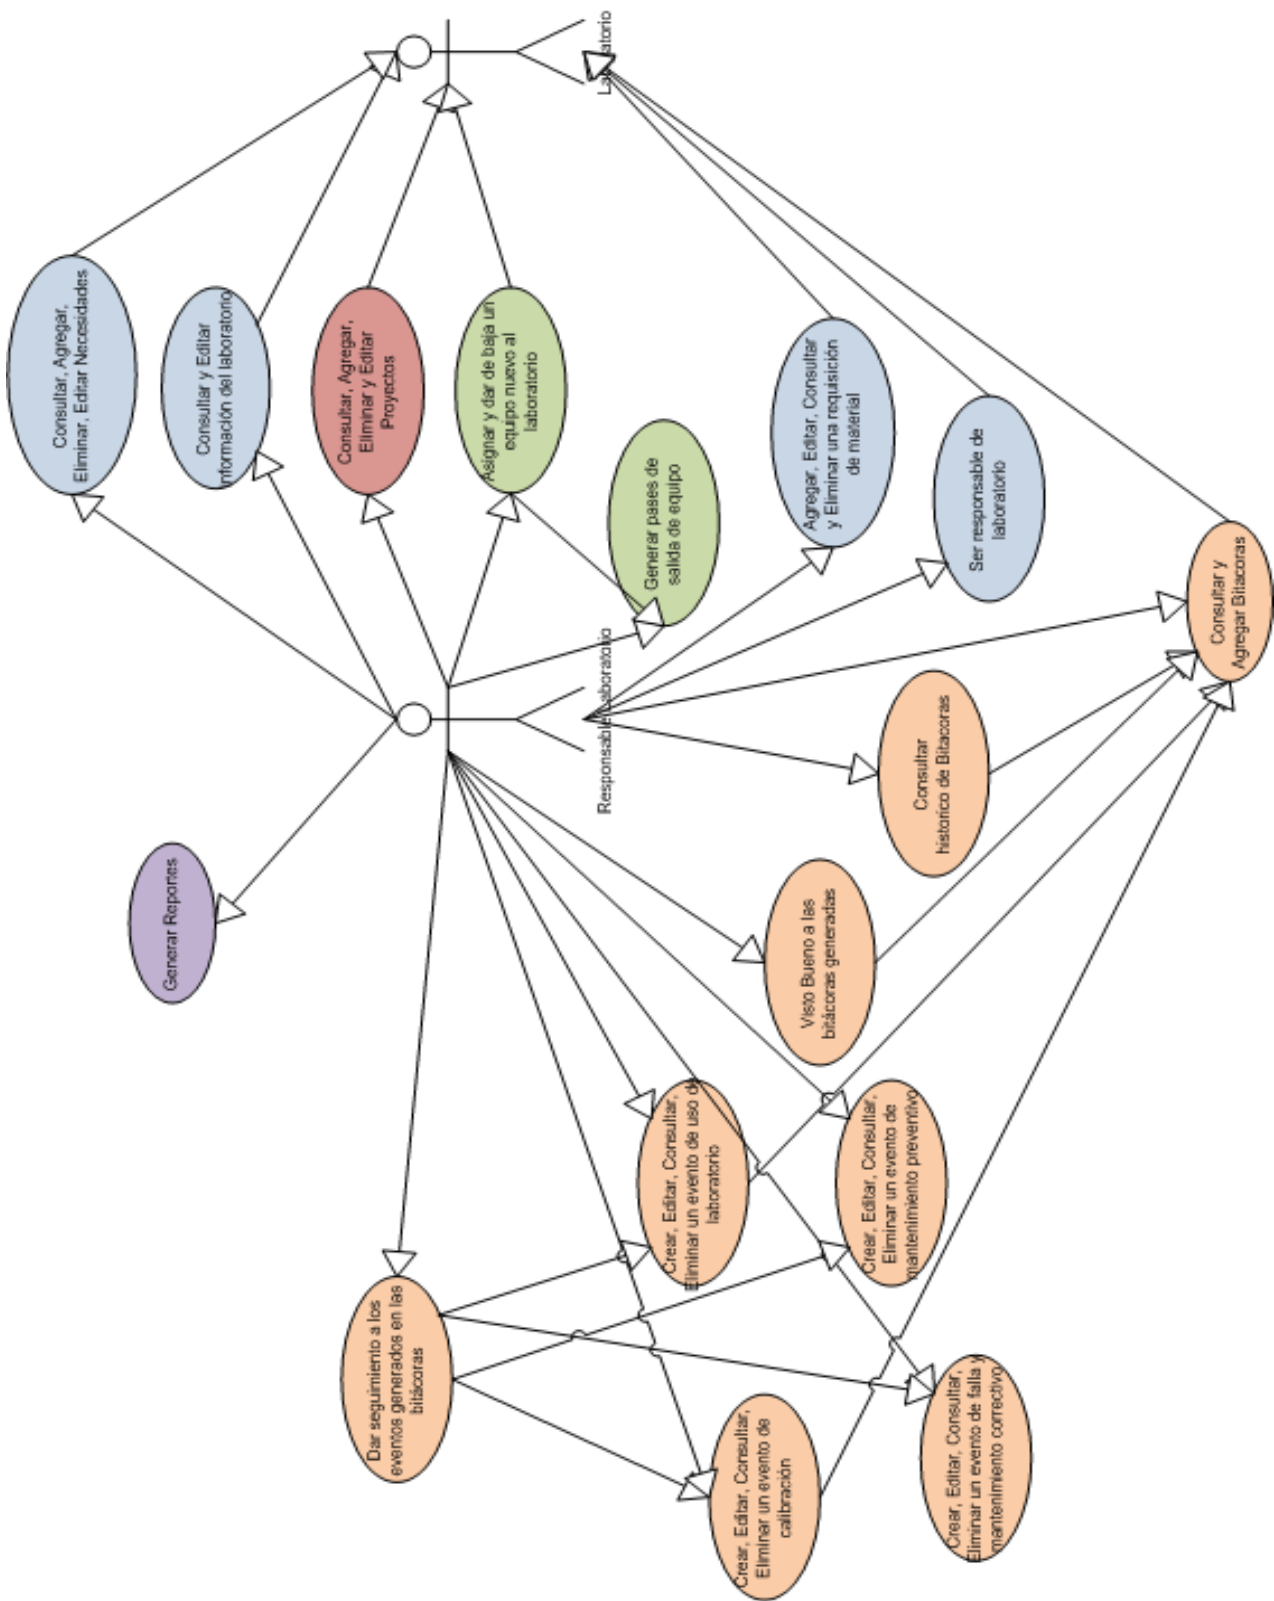 Consultar, Agregar,
Eliminar, Editar Necesidades
Generar Reportes
Consultar y Editar
Información del laboratorio
Consultar, Agregar,
Eliminar y Editar
Proyectos
Dar seguimiento a los
eventos generados en las
bitácoras
Asignar y dar de baja un
equipo nuevo al
laboratorio
Responsable Laboratorio
Laboratorio
Generar pases de
salida de equipo
Crear, Editar, Consultar,
Eliminar un evento de uso de
laboratorio
Crear, Editar, Consultar,
Eliminar un evento de
calibración
Visto Bueno a las
bitácoras generadas
Agregar, Editar, Consultar
y Eliminar una requisición
de material
Crear, Editar, Consultar,
Eliminar un evento de
mantenimiento preventivo
Consultar
historico de Bitacoras
Crear, Editar, Consultar,
Eliminar un evento de falla y
mantenimiento correctivo
Ser responsable de
laboratorio
Consultar y
Agregar Bitacoras